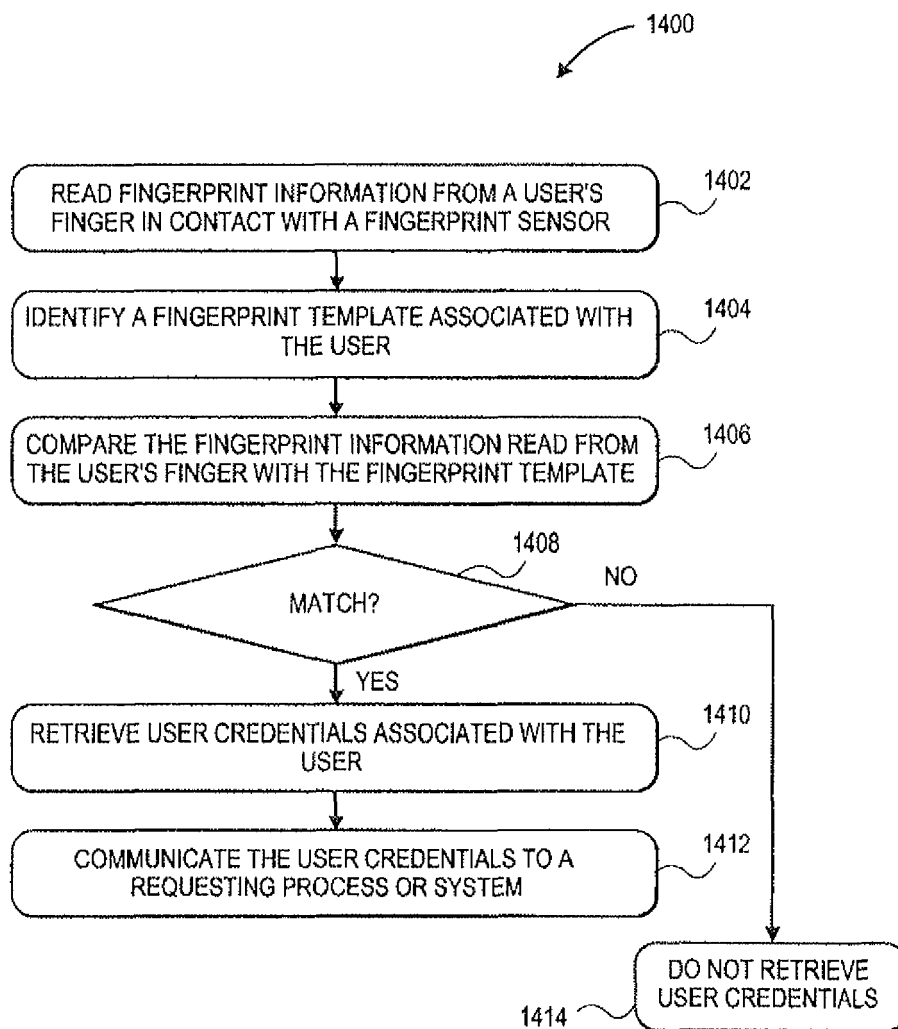 1400
READ FINGERPRINT INFORMATION FROM A USER'S
FINGER IN CONTACT WITH A FINGERPRINT SENSOR
1402
IDENTIFY A FINGERPRINT TEMPLATE ASSOCIATED WITH
THE USER
1404
COMPARE THE FINGERPRINT INFORMATION READ FROM
THE USER'S FINGER WITH THE FINGERPRINT TEMPLATE
1406
1408
MATCH?
NO
YES
RETRIEVE USER CREDENTIALS ASSOCIATED WITH THE
USER
1410
COMMUNICATE THE USER CREDENTIALS TO A
REQUESTING PROCESS OR SYSTEM
1412
DO NOT RETRIEVE
USER CREDENTIALS
1414